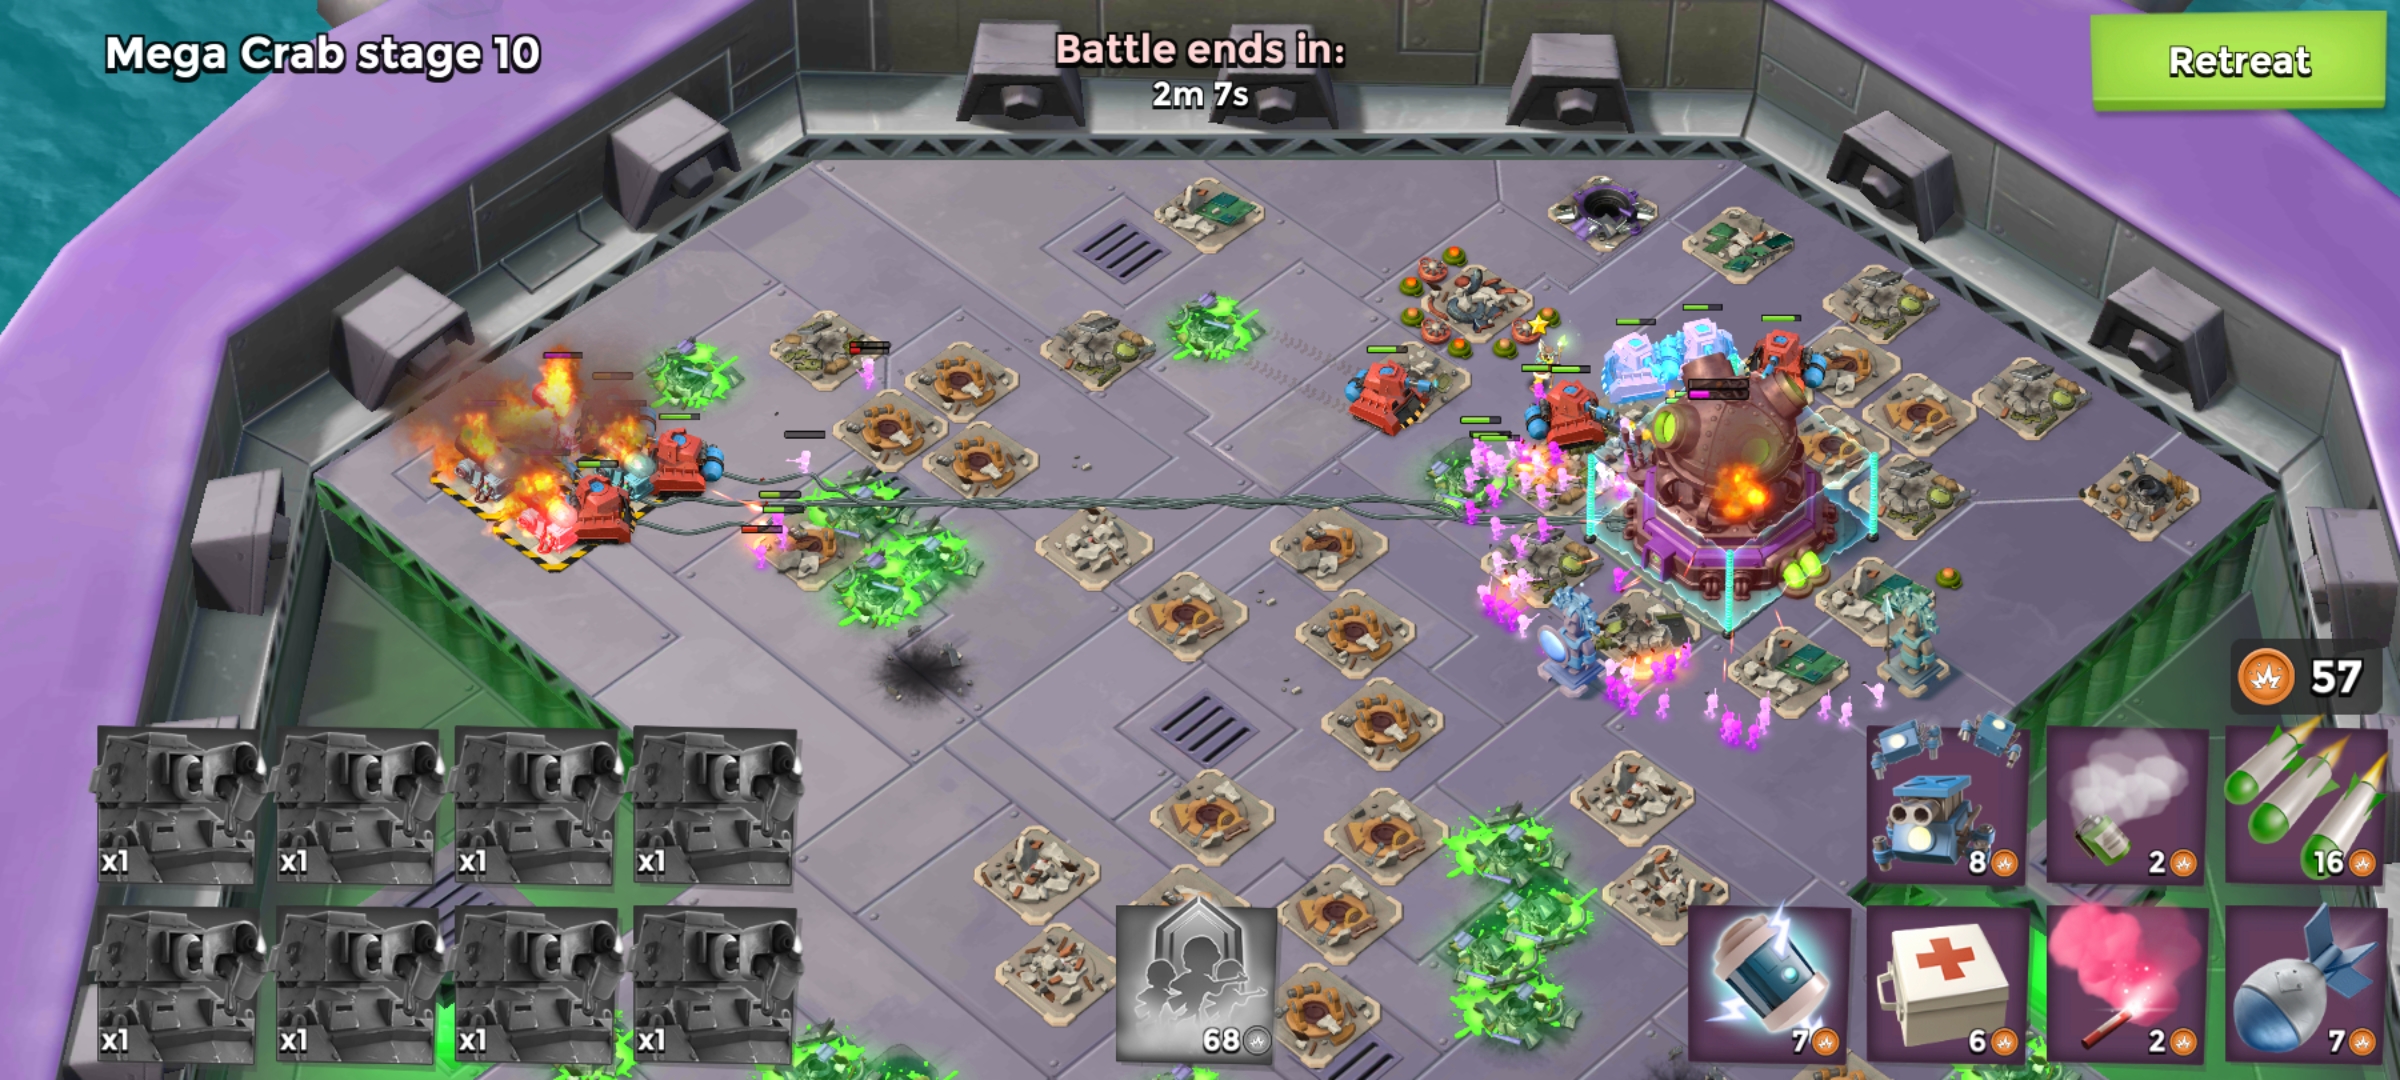 Mega Crab stage 10
Battle ends in:
2m 7s
Retreat
57
8
2
16
x1
x1
x1
x1
x1
x1
x1
x1
68
7
6
2
7